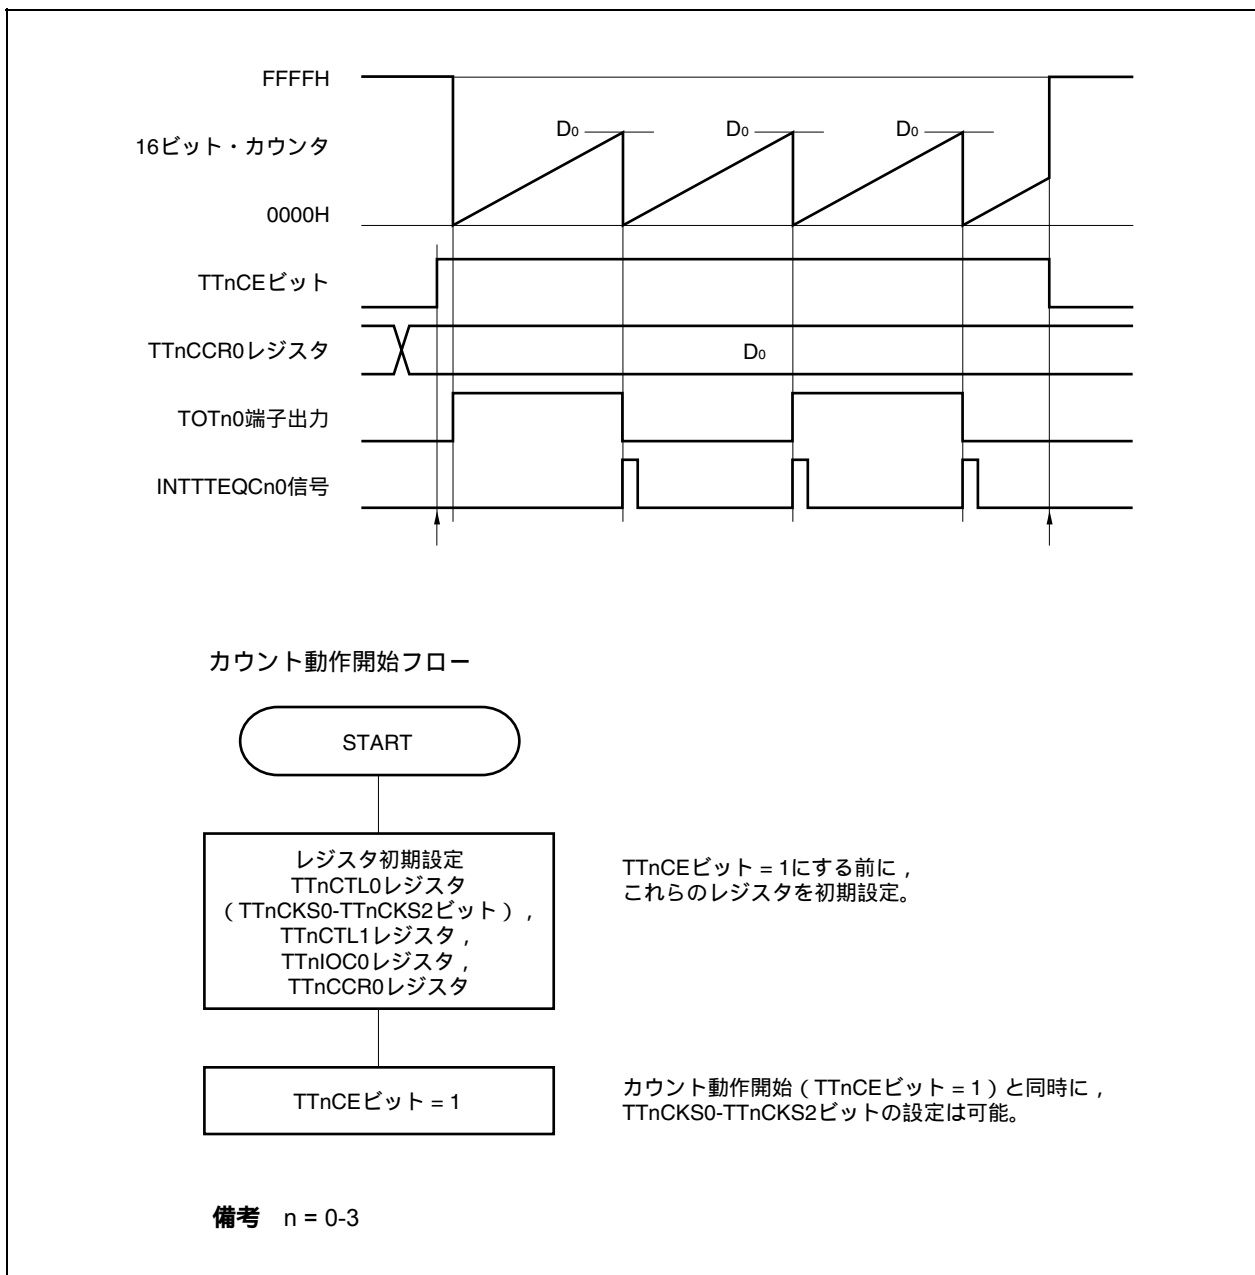 FFFFH
D0 D0 D0
16ビット・カウンタ
0000H
TTnCEビット
TTnCCR0レジスタ D0
TOTn0端子出力
INTTTEQCn0信号
カウント動作開始フロー
START
レジスタ初期設定
TTnCTL0レジスタ
（TTnCKS0-TTnCKS2ビット），
TTnCTL1レジスタ，
TTnIOC0レジスタ，
TTnCCR0レジスタ
TTnCEビット = 1にする前に，
これらのレジスタを初期設定。
TTnCEビット = 1
カウント動作開始（TTnCEビット = 1）と同時に，
TTnCKS0-TTnCKS2ビットの設定は可能。
備考 n = 0-3